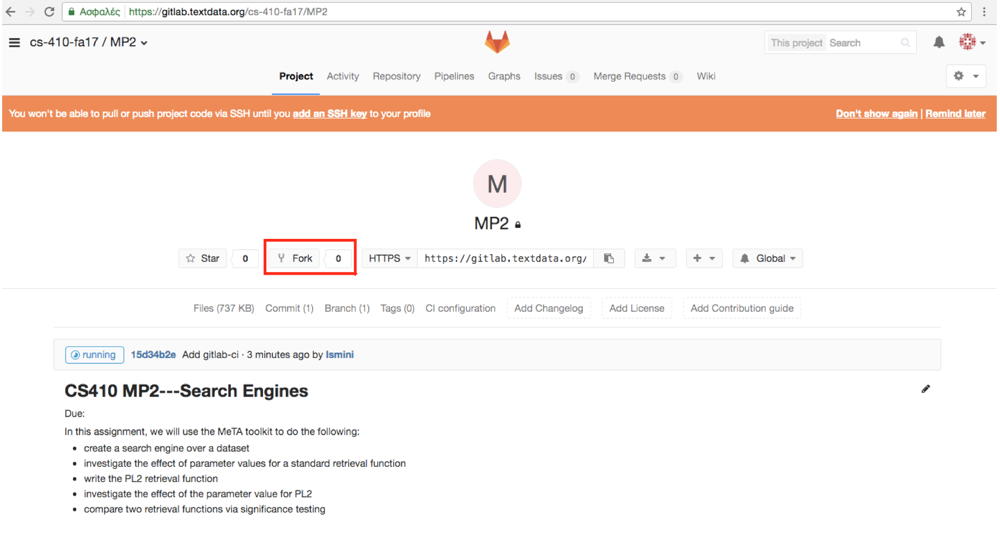 Ασφαλές https://gitlab.textdata.org/cs-410-fa17/MP2
cs-410-fa17 / MP2
This project Search
Project Activity Repository Pipelines Graphs Issues 0 Merge Requests 0 Wiki
You won't be able to pull or push project code via SSH until you add an SSH key to your profile Don't show again | Remind later
M
MP2
Star 0 Fork 0 HTTPS https://gitlab.textdata.org/ Global
Files (737 KB) Commit (1) Branch (1) Tags (0) CI configuration Add Changelog Add License Add Contribution guide
running 15d34b2e Add gitlab-ci · 3 minutes ago by Ismini
CS410 MP2---Search Engines
Due:
In this assignment, we will use the MeTA toolkit to do the following:
• create a search engine over a dataset
• investigate the effect of parameter values for a standard retrieval function
• write the PL2 retrieval function
• investigate the effect of the parameter value for PL2
• compare two retrieval functions via significance testing